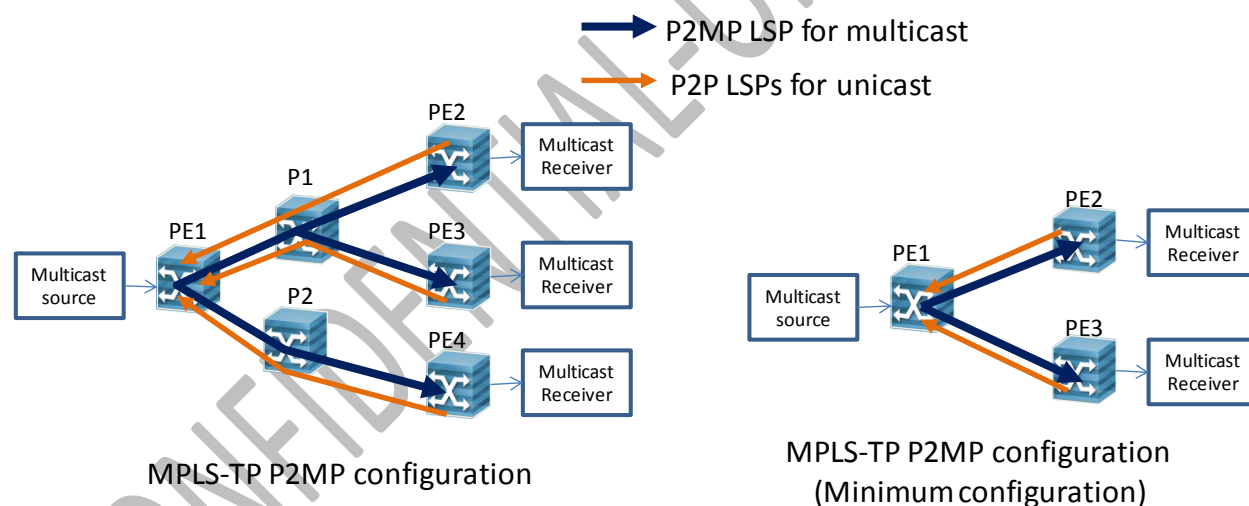 P2MP LSP for multicast
P2P LSPs for unicast
PE2
Multicast
Receiver
P1
PE1
PE3
Multicast
source
Multicast
Receiver
P2
PE4
Multicast
Receiver
MPLS-TP P2MP configuration
PE2
Multicast
Receiver
PE1
Multicast
source
PE3
Multicast
Receiver
MPLS-TP P2MP configuration
(Minimum configuration)